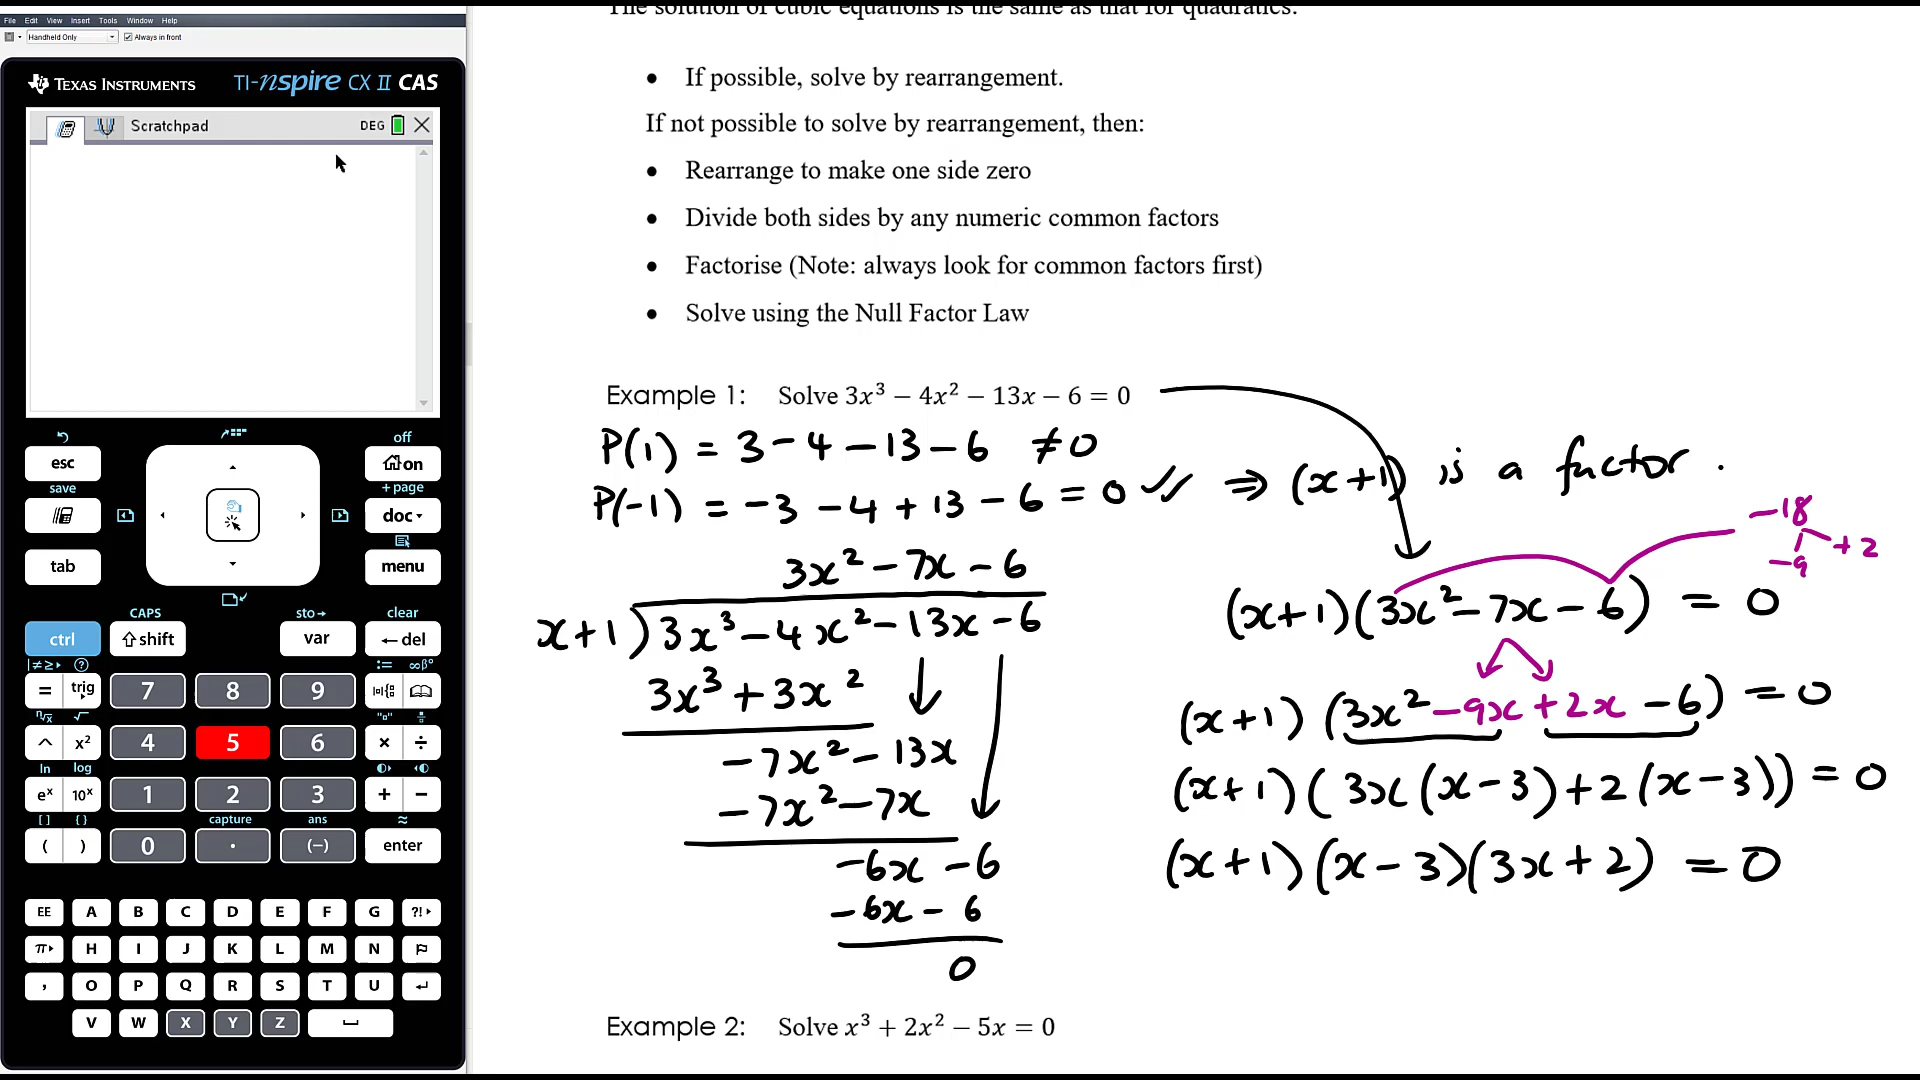 File Edit View Insert Tools Window Help
Handheld Only Always in front
TEXAS INSTRUMENTS TI-nspire CX II CAS
Scratchpad DEG
off
esc on
save + page
doc
tab menu
CAPS sto→ clear
ctrl shift var ←del
|≠≥▸ ? := ∞β°
= trig 7 8 9
ⁿ√x √ "□"
^ x² 4 5 6 × ÷
ln log
eˣ 10ˣ 1 2 3 + −
[] {} capture ans ≈
( ) 0 . (−) enter
EE A B C D E F G ?!▸
π▸ H I J K L M N
, O P Q R S T U ↵
V W X Y Z
The solution of cubic equations is the same as that for quadratics.
• If possible, solve by rearrangement.
If not possible to solve by rearrangement, then:
• Rearrange to make one side zero
• Divide both sides by any numeric common factors
• Factorise (Note: always look for common factors first)
• Solve using the Null Factor Law
Example 1: Solve 3x³ − 4x² − 13x − 6 = 0
P(1) = 3 − 4 − 13 − 6 ≠ 0
P(-1) = −3 − 4 + 13 − 6 = 0 ✓✓ ⇒ (x+1) is a factor.
3x² − 7x − 6
x+1 ) 3x³ − 4x² − 13x − 6
3x³ + 3x²
−7x² − 13x
−7x² − 7x
−6x − 6
−6x − 6
0
−18
−9 +2
(x+1)(3x² − 7x − 6) = 0
(x+1)(3x² − 9x + 2x − 6) = 0
(x+1)(3x(x−3)+2(x−3)) = 0
(x+1)(x−3)(3x+2) = 0
Example 2: Solve x³ + 2x² − 5x = 0